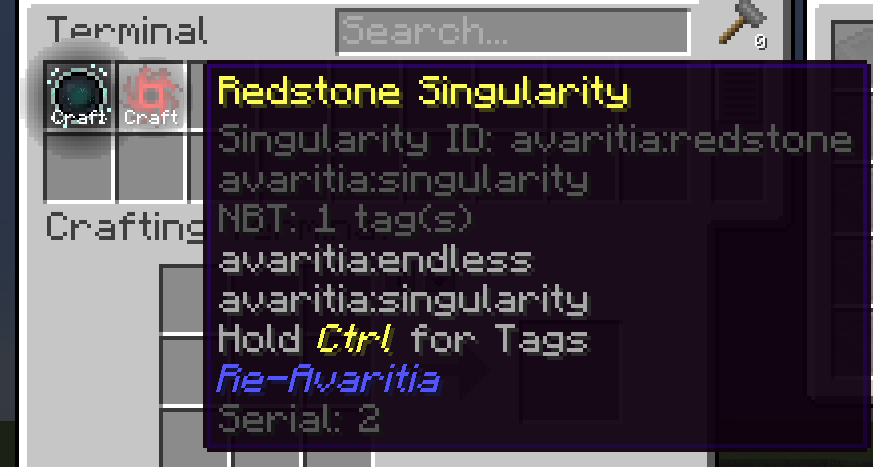 Terminal
Search...
0
Craft
Craft
Redstone Singularity
Singularity ID: avaritia:redstone
avaritia:singularity
NBT: 1 tag(s)
avaritia:endless
avaritia:singularity
Hold Ctrl for Tags
Re-Avaritia
Serial: 2
Crafting